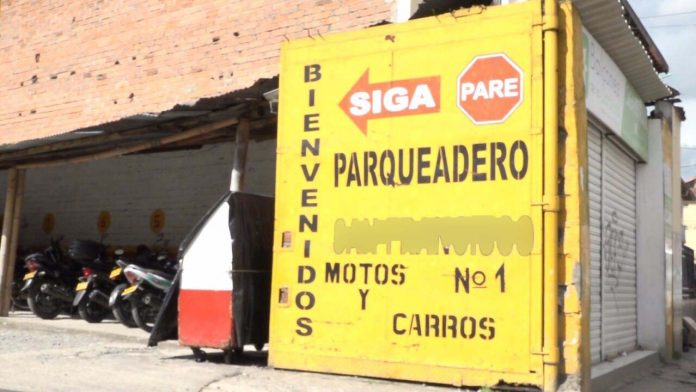 BIENVENIDOS
SIGA
PARE
PARQUEADERO
MOTOS Nº 1
Y
CARROS